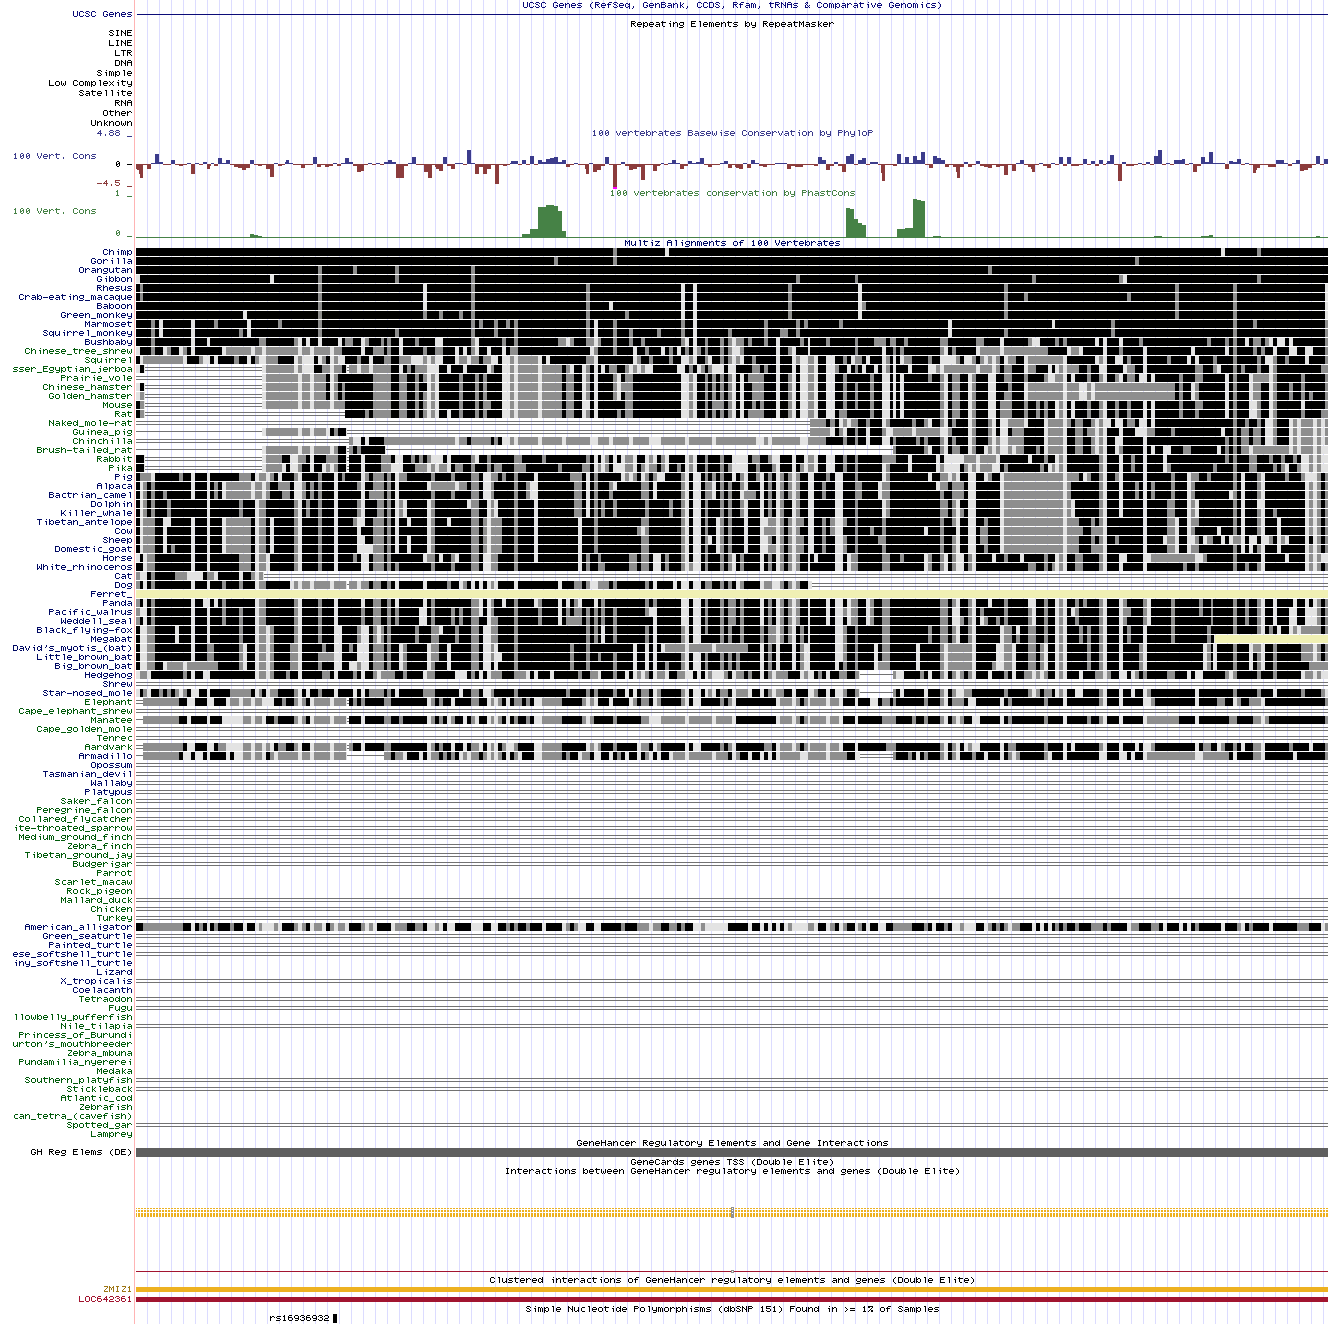 UCSC Genes (RefSeq, GenBank, CCDS, Rfam, tRNAs & Comparative Genomics)
UCSC Genes
Repeating Elements by RepeatMasker
SINE
LINE
LTR
DNA
Simple
Low Complexity
Satellite
RNA
Other
Unknown
4.88 _
100 vertebrates Basewise Conservation by PhyloP
100 Vert. Cons
0 -
-4.5 _
1 _
100 vertebrates conservation by PhastCons
100 Vert. Cons
0 _
Multiz Alignments of 100 Vertebrates
Chimp
Gorilla
Orangutan
Gibbon
Rhesus
Crab-eating_macaque
Baboon
Green_monkey
Marmoset
Squirrel_monkey
Bushbaby
Chinese_tree_shrew
Squirrel
sser_Egyptian_jerboa
Prairie_vole
Chinese_hamster
Golden_hamster
Mouse
Rat
Naked_mole-rat
Guinea_pig
Chinchilla
Brush-tailed_rat
Rabbit
Pika
Pig
Alpaca
Bactrian_camel
Dolphin
Killer_whale
Tibetan_antelope
Cow
Sheep
Domestic_goat
Horse
White_rhinoceros
Cat
Dog
Ferret_
Panda
Pacific_walrus
Weddell_seal
Black_flying-fox
Megabat
David's_myotis_(bat)
Little_brown_bat
Big_brown_bat
Hedgehog
Shrew
Star-nosed_mole
Elephant
Cape_elephant_shrew
Manatee
Cape_golden_mole
Tenrec
Aardvark
Armadillo
Opossum
Tasmanian_devil
Wallaby
Platypus
Saker_falcon
Peregrine_falcon
Collared_flycatcher
ite-throated_sparrow
Medium_ground_finch
Zebra_finch
Tibetan_ground_jay
Budgerigar
Parrot
Scarlet_macaw
Rock_pigeon
Mallard_duck
Chicken
Turkey
American_alligator
Green_seaturtle
Painted_turtle
ese_softshell_turtle
iny_softshell_turtle
Lizard
X_tropicalis
Coelacanth
Tetraodon
Fugu
llowbelly_pufferfish
Nile_tilapia
Princess_of_Burundi
urton's_mouthbreeder
Zebra_mbuna
Pundamilia_nyererei
Medaka
Southern_platyfish
Stickleback
Atlantic_cod
Zebrafish
can_tetra_(cavefish)
Spotted_gar
Lamprey
GeneHancer Regulatory Elements and Gene Interactions
GH Reg Elems (DE)
GeneCards genes TSS (Double Elite)
Interactions between GeneHancer regulatory elements and genes (Double Elite)
Clustered interactions of GeneHancer regulatory elements and genes (Double Elite)
ZMIZ1
LOC642361
Simple Nucleotide Polymorphisms (dbSNP 151) Found in >= 1% of Samples
rs16936932